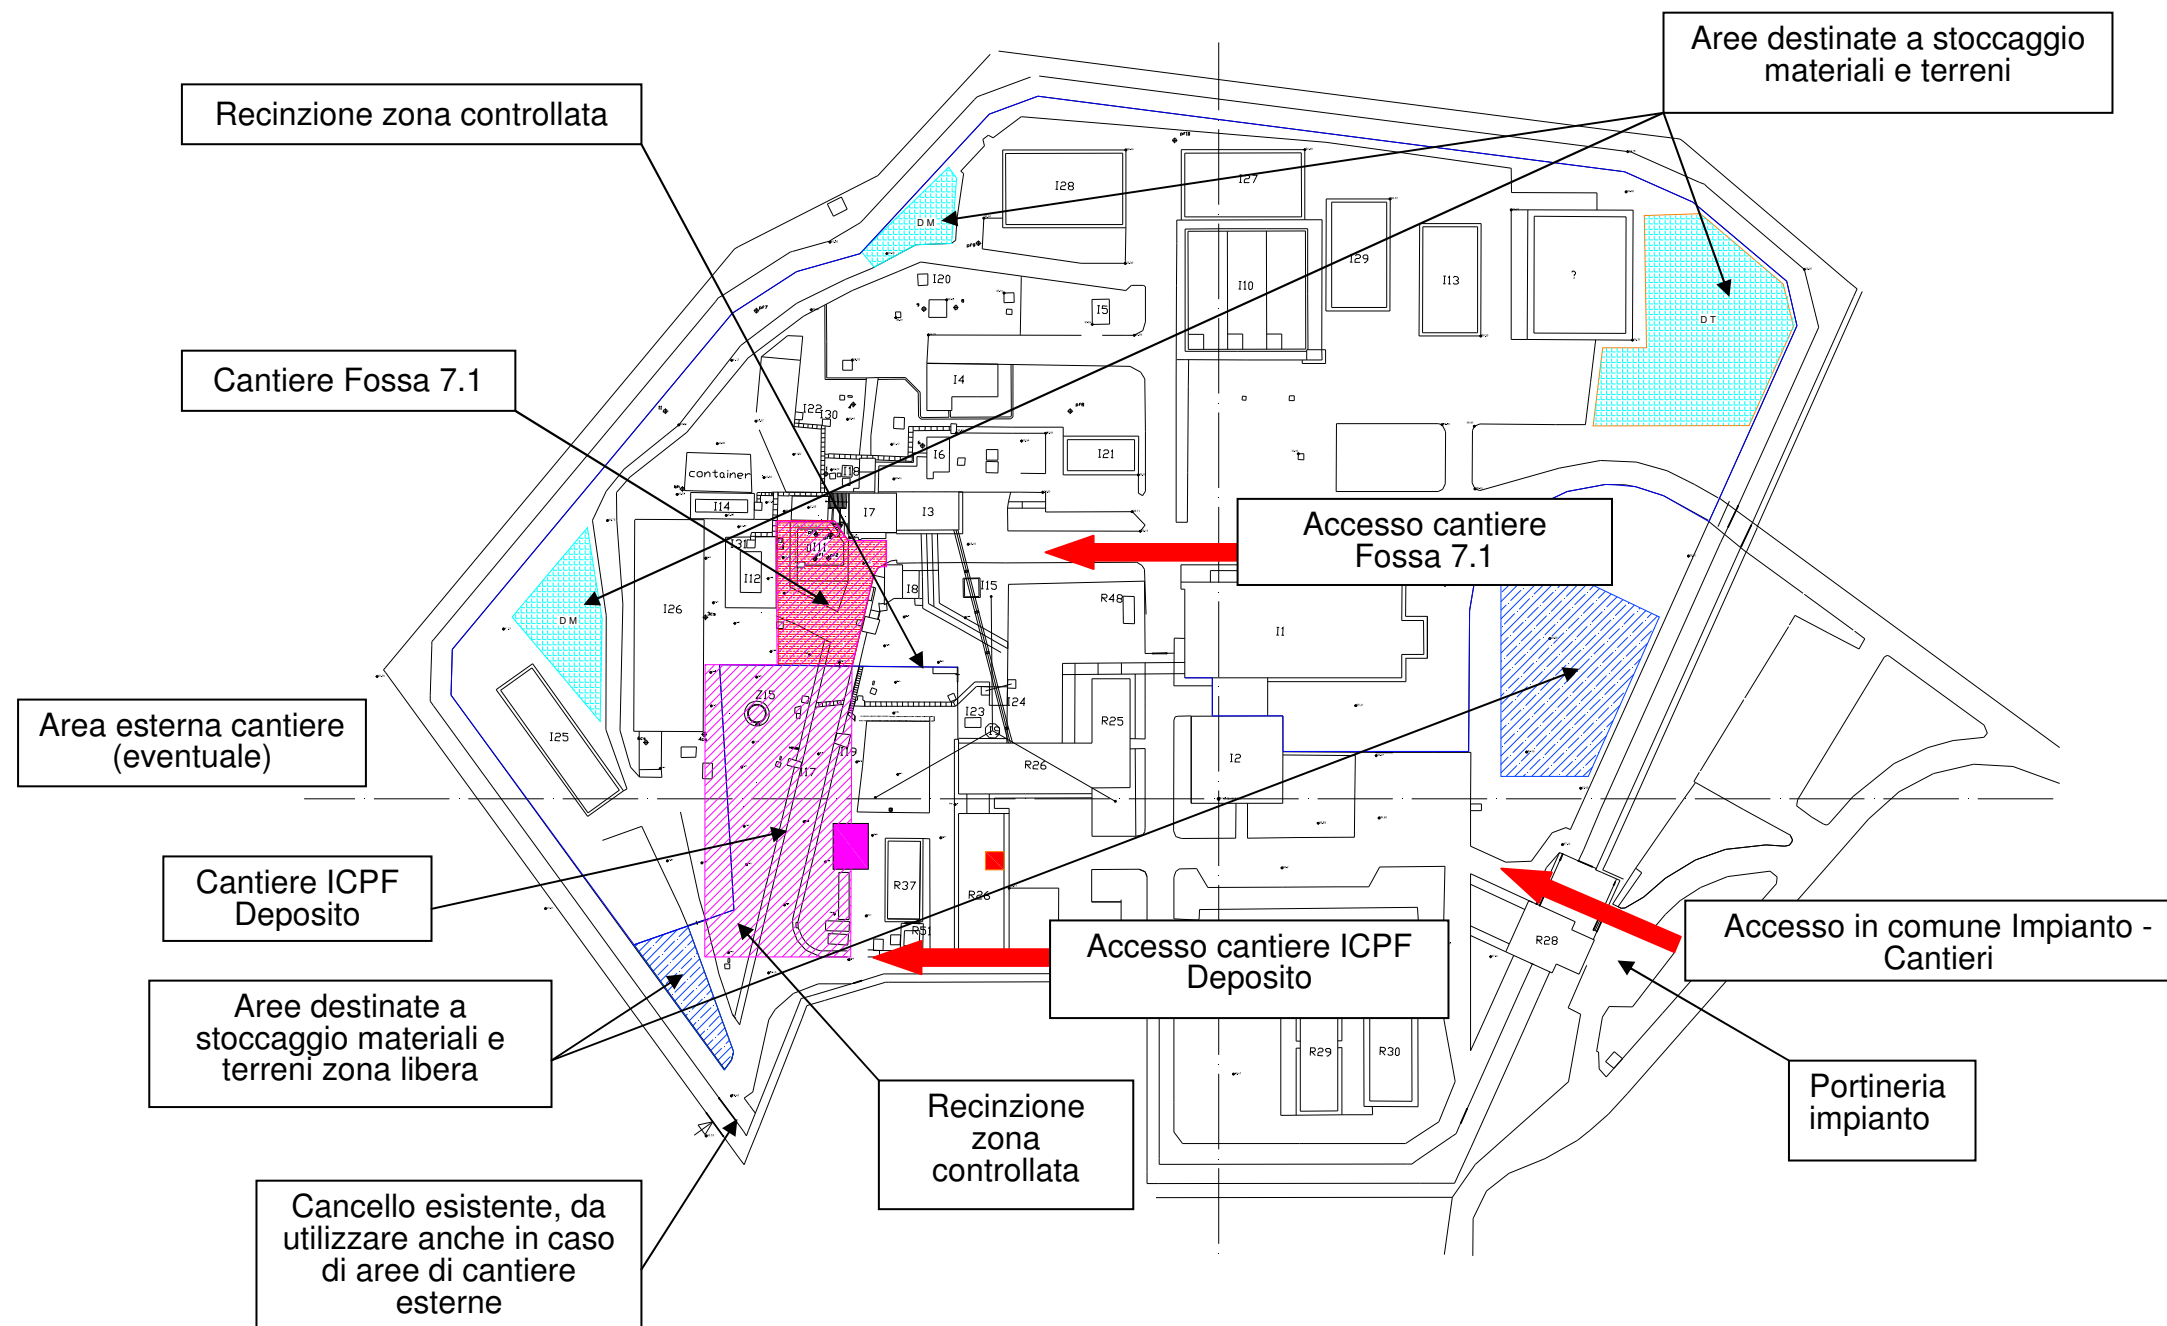 Aree destinate a stoccaggio
materiali e terreni
Recinzione zona controllata
Cantiere Fossa 7.1
Area esterna cantiere
(eventuale)
Cantiere ICPF
Deposito
Aree destinate a
stoccaggio materiali e
terreni zona libera
Cancello esistente, da
utilizzare anche in caso
di aree di cantiere
esterne
Recinzione
zona
controllata
Accesso cantiere
Fossa 7.1
Accesso cantiere ICPF
Deposito
Accesso in comune Impianto -
Cantieri
Portineria
impianto
I28
I27
DM
I20
I5
I10
I29
I13
?
DT
I4
I22
I30
I6
I21
container
I18
I14
I7
I3
I31
I11
I12
I8
I15
R48
I26
DM
I1
Z15
I25
I23
I24
R25
I19
I17
R26
I2
R37
R26
R51
R28
R29
R30